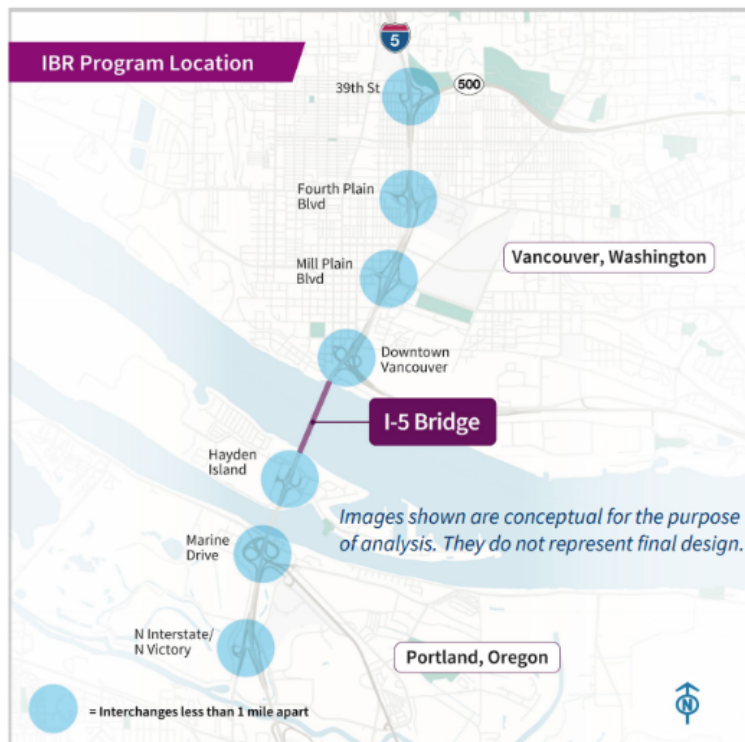 IBR Program Location
5
39th St
500
Fourth Plain
Blvd
Vancouver, Washington
Mill Plain
Blvd
Downtown
Vancouver
I-5 Bridge
Hayden
Island
Images shown are conceptual for the purpose
of analysis. They do not represent final design.
Marine
Drive
N Interstate/
N Victory
Portland, Oregon
= Interchanges less than 1 mile apart
N